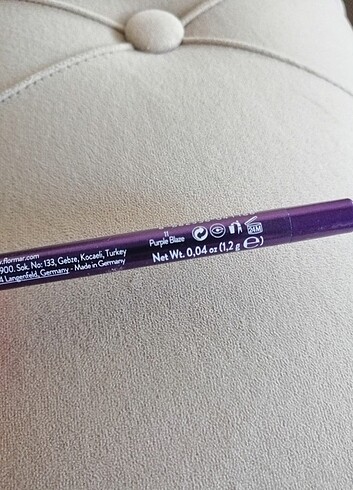 .flormar.com
900. Sok. No: 133, Gebze, Kocaeli, Turkey
Langenfeld, Germany - Made in Germany
11
Purple Blaze
24M
Net Wt. 0,04 oz (1,2 g e)